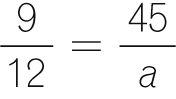 9/12 = 45/a